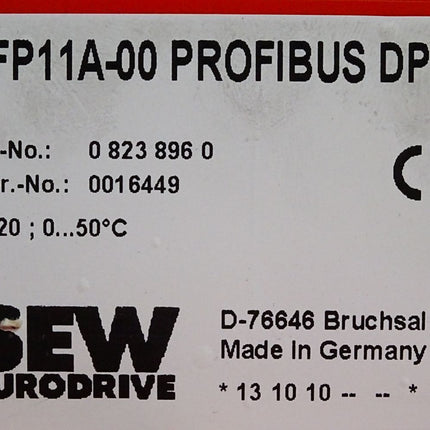 FP11A-00 PROFIBUS DP
-No.: 0 823 896 0
r.-No.: 0016449
20 ; 0...50°C
SEW
EURODRIVE
D-76646 Bruchsal
Made In Germany
* 13 10 10 -- -- *